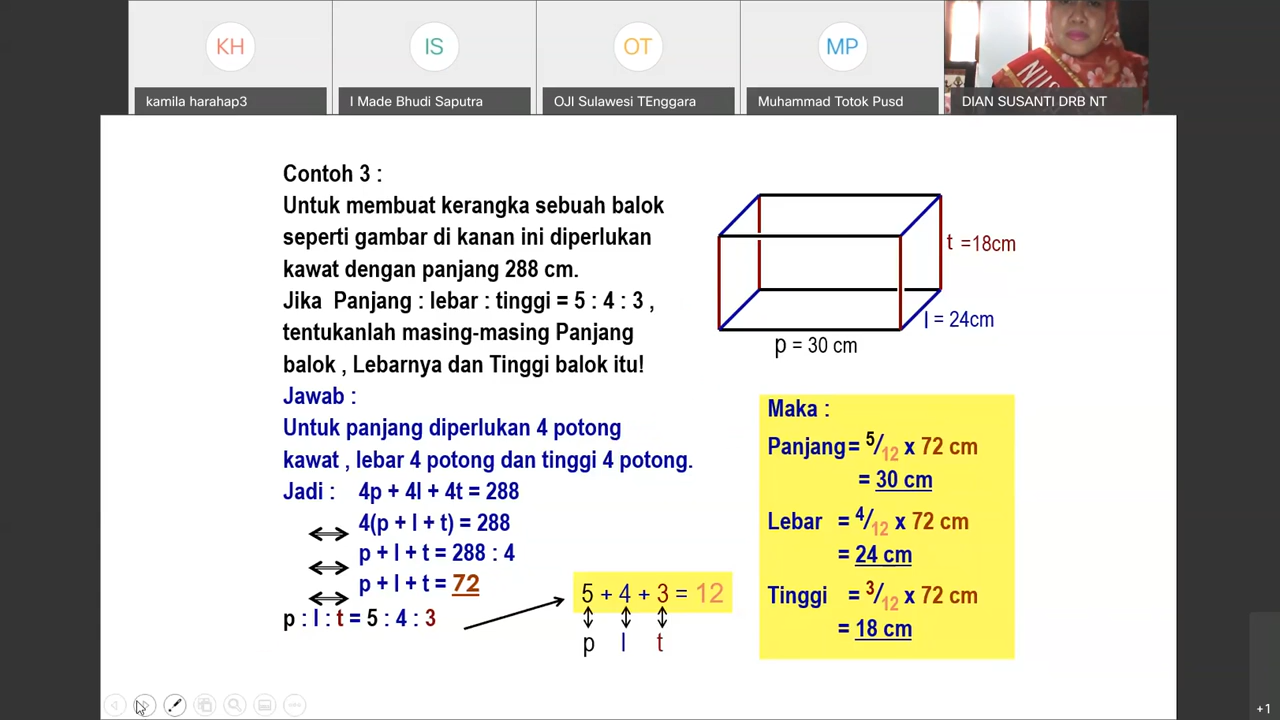 KH
IS
OT
MP
kamila harahap3
I Made Bhudi Saputra
OJI Sulawesi TEnggara
Muhammad Totok Pusd
DIAN SUSANTI DRB NT
Contoh 3 :
Untuk membuat kerangka sebuah balok
seperti gambar di kanan ini diperlukan
kawat dengan panjang 288 cm.
Jika Panjang : lebar : tinggi = 5 : 4 : 3 ,
tentukanlah masing-masing Panjang
balok , Lebarnya dan Tinggi balok itu!
Jawab :
Untuk panjang diperlukan 4 potong
kawat , lebar 4 potong dan tinggi 4 potong.
Jadi : 4p + 4l + 4t = 288
↔ 4(p + l + t) = 288
↔ p + l + t = 288 : 4
↔ p + l + t = 72
p : l : t = 5 : 4 : 3
5 + 4 + 3 = 12
p l t
t =18cm
l = 24cm
p = 30 cm
Maka :
Panjang= 5/12 x 72 cm
= 30 cm
Lebar = 4/12 x 72 cm
= 24 cm
Tinggi = 3/12 x 72 cm
= 18 cm
+1